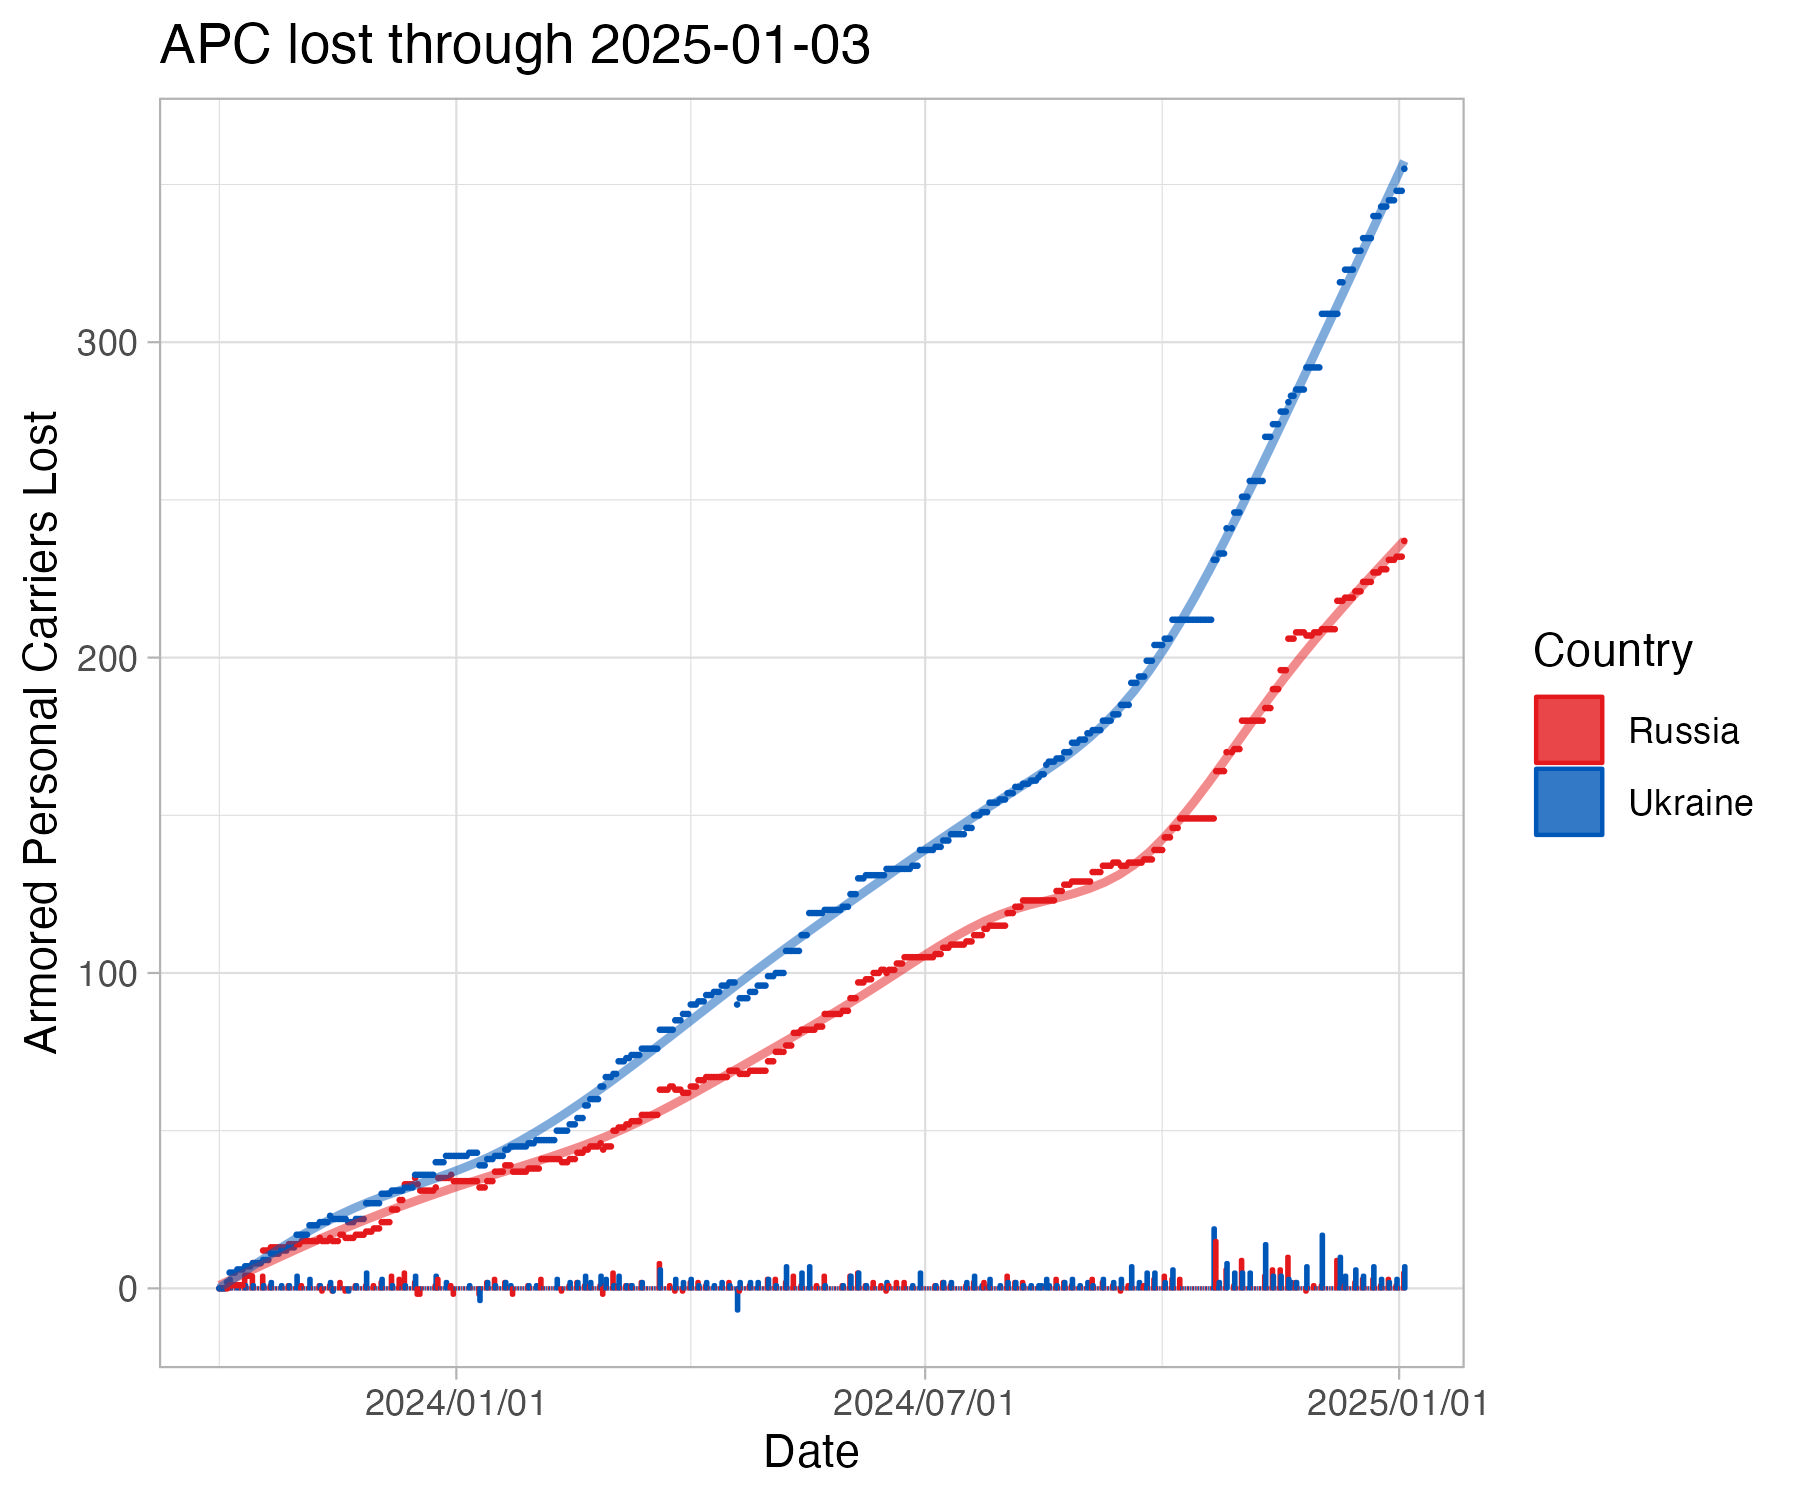 APC lost through 2025-01-03
Armored Personal Carriers Lost
300
200
100
0
2024/01/01
2024/07/01
2025/01/01
Date
Country
Russia
Ukraine